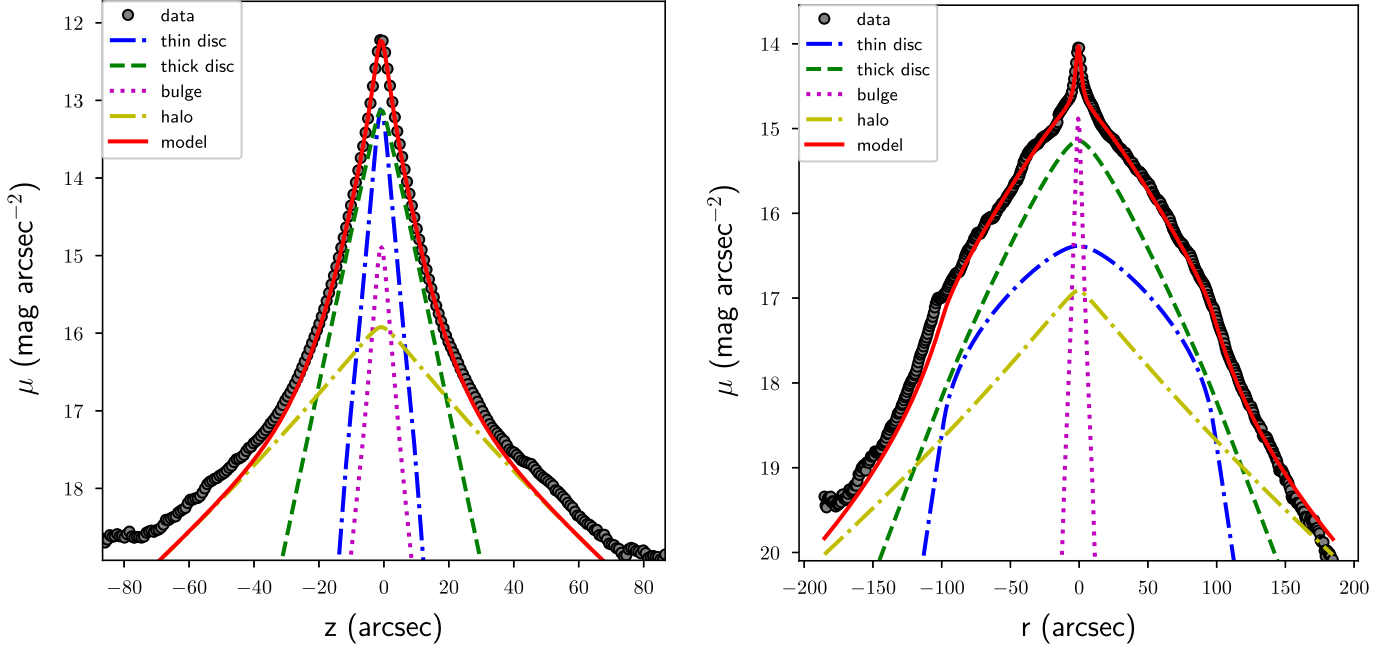 data
thin disc
thick disc
bulge
halo
model
12
13
14
15
16
17
18
μ (mag arcsec−2)
−80 −60 −40 −20 0 20 40 60 80
z (arcsec)
data
thin disc
thick disc
bulge
halo
model
14
15
16
17
18
19
20
μ (mag arcsec−2)
−200 −150 −100 −50 0 50 100 150 200
r (arcsec)